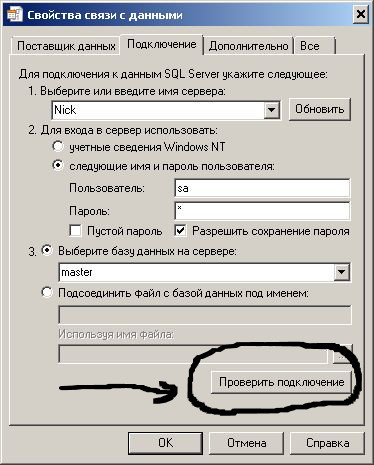 Свойства связи с данными
Поставщик данных Подключение Дополнительно Все
Для подключения к данным SQL Server укажите следующее:
1. Выберите или введите имя сервера:
Nick Обновить
2. Для входа в сервер использовать:
учетные сведения Windows NT
следующие имя и пароль пользователя:
Пользователь: sa
Пароль: *
Пустой пароль Разрешить сохранение пароля
3. Выберите базу данных на сервере:
master
Подсоединить файл с базой данных под именем:
Используя имя файла:
...
Проверить подключение
OK Отмена Справка